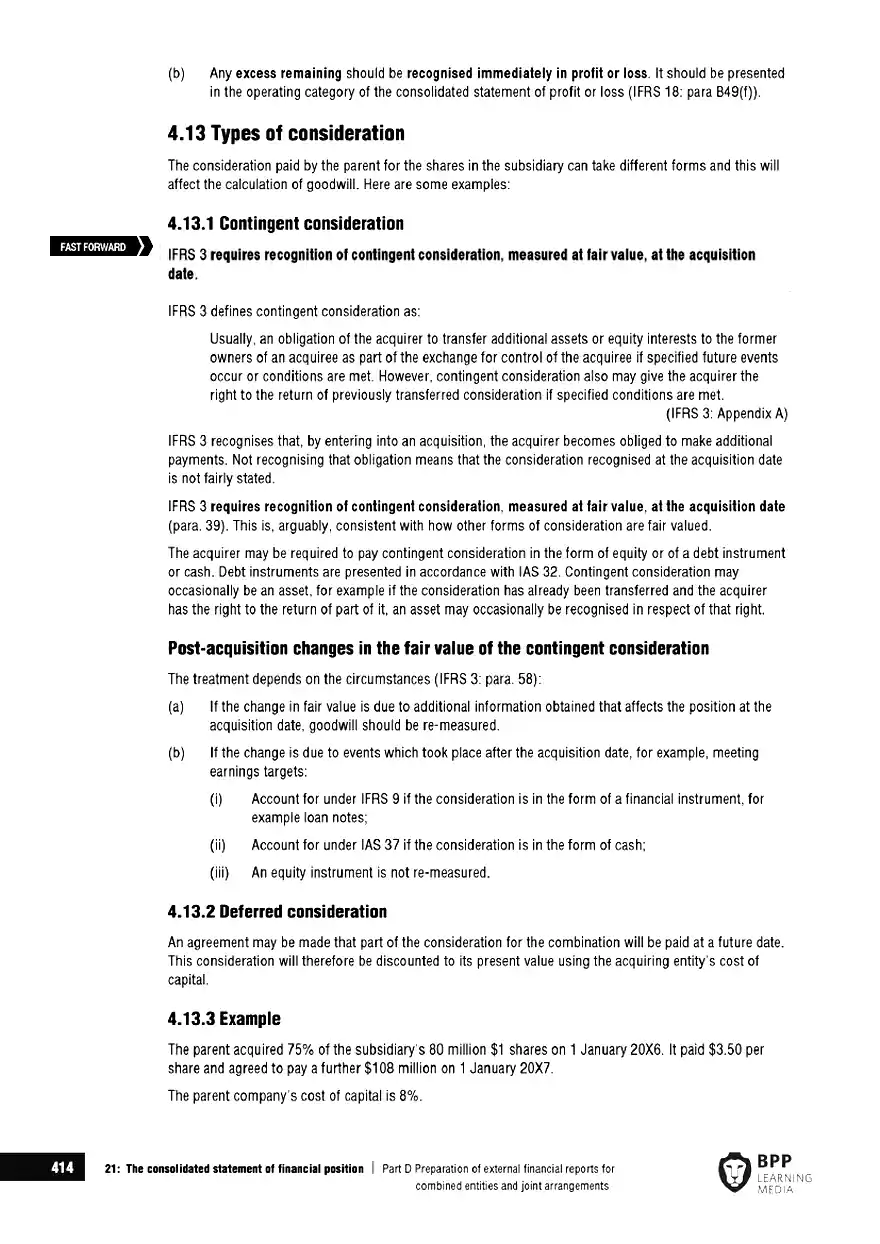 (b) Any excess remaining should be recognised immediately in profit or loss. It should be presented
in the operating category of the consolidated statement of profit or loss (IFRS 18: para B49(f)).
4.13 Types of consideration
The consideration paid by the parent for the shares in the subsidiary can take different forms and this will
affect the calculation of goodwill. Here are some examples:
4.13.1 Contingent consideration
FAST FORWARD
IFRS 3 requires recognition of contingent consideration, measured at fair value, at the acquisition
date.
IFRS 3 defines contingent consideration as:
Usually, an obligation of the acquirer to transfer additional assets or equity interests to the former
owners of an acquiree as part of the exchange for control of the acquiree if specified future events
occur or conditions are met. However, contingent consideration also may give the acquirer the
right to the return of previously transferred consideration if specified conditions are met.
(IFRS 3: Appendix A)
IFRS 3 recognises that, by entering into an acquisition, the acquirer becomes obliged to make additional
payments. Not recognising that obligation means that the consideration recognised at the acquisition date
is not fairly stated.
IFRS 3 requires recognition of contingent consideration, measured at fair value, at the acquisition date
(para. 39). This is, arguably, consistent with how other forms of consideration are fair valued.
The acquirer may be required to pay contingent consideration in the form of equity or of a debt instrument
or cash. Debt instruments are presented in accordance with IAS 32. Contingent consideration may
occasionally be an asset, for example if the consideration has already been transferred and the acquirer
has the right to the return of part of it, an asset may occasionally be recognised in respect of that right.
Post-acquisition changes in the fair value of the contingent consideration
The treatment depends on the circumstances (IFRS 3: para. 58):
(a) If the change in fair value is due to additional information obtained that affects the position at the
acquisition date, goodwill should be re-measured.
(b) If the change is due to events which took place after the acquisition date, for example, meeting
earnings targets:
(i) Account for under IFRS 9 if the consideration is in the form of a financial instrument, for
example loan notes;
(ii) Account for under IAS 37 if the consideration is in the form of cash;
(iii) An equity instrument is not re-measured.
4.13.2 Deferred consideration
An agreement may be made that part of the consideration for the combination will be paid at a future date.
This consideration will therefore be discounted to its present value using the acquiring entity's cost of
capital.
4.13.3 Example
The parent acquired 75% of the subsidiary's 80 million $1 shares on 1 January 20X6. It paid $3.50 per
share and agreed to pay a further $108 million on 1 January 20X7.
The parent company's cost of capital is 8%.
414 21: The consolidated statement of financial position | Part D Preparation of external financial reports for
combined entities and joint arrangements
BPP
LEARNING
MEDIA